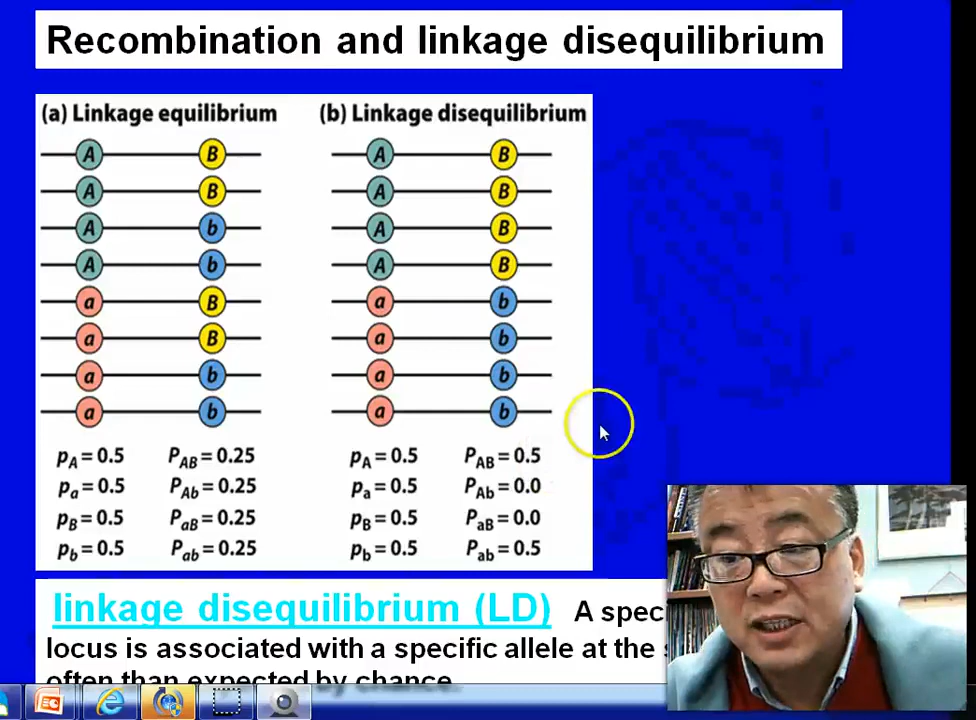 Recombination and linkage disequilibrium
(a) Linkage equilibrium
A B
A B
A b
A b
a B
a B
a b
a b
pA = 0.5 PAB = 0.25
pa = 0.5 PAb = 0.25
pB = 0.5 PaB = 0.25
pb = 0.5 Pab = 0.25
(b) Linkage disequilibrium
A B
A B
A B
A B
a b
a b
a b
a b
pA = 0.5 PAB = 0.5
pa = 0.5 PAb = 0.0
pB = 0.5 PaB = 0.0
pb = 0.5 Pab = 0.5
linkage disequilibrium (LD) A
locus is associated with a specific allele at the
often than expected by chance.